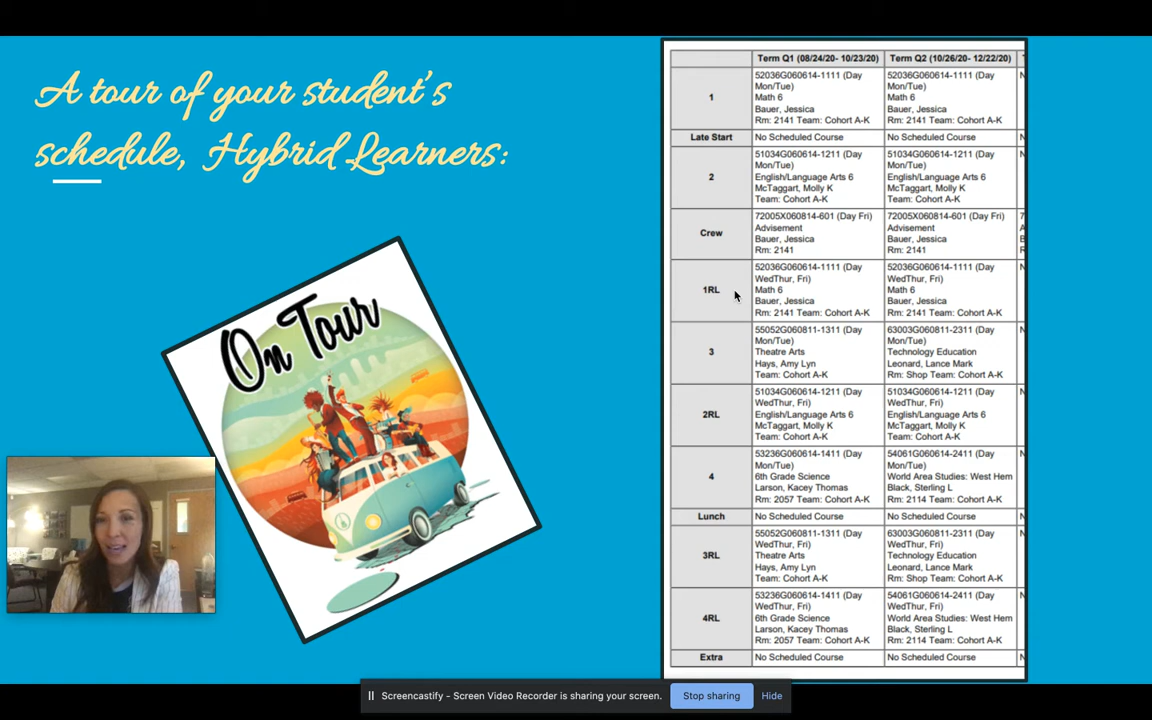 A tour of your student's
schedule, Hybrid Learners:
On Tour
Term Q1 (08/24/20- 10/23/20) Term Q2 (10/26/20- 12/22/20)
1
52036G060614-1111 (Day
Mon/Tue)
Math 6
Bauer, Jessica
Rm: 2141 Team: Cohort A-K
52036G060614-1111 (Day
Mon/Tue)
Math 6
Bauer, Jessica
Rm: 2141 Team: Cohort A-K
Late Start No Scheduled Course No Scheduled Course
2
51034G060614-1211 (Day
Mon/Tue)
English/Language Arts 6
McTaggart, Molly K
Team: Cohort A-K
51034G060614-1211 (Day
Mon/Tue)
English/Language Arts 6
McTaggart, Molly K
Team: Cohort A-K
Crew
72005X060814-601 (Day Fri)
Advisement
Bauer, Jessica
Rm: 2141
72005X060814-601 (Day Fri)
Advisement
Bauer, Jessica
Rm: 2141
1RL
52036G060614-1111 (Day
WedThur, Fri)
Math 6
Bauer, Jessica
Rm: 2141 Team: Cohort A-K
52036G060614-1111 (Day
WedThur, Fri)
Math 6
Bauer, Jessica
Rm: 2141 Team: Cohort A-K
3
55052G060811-1311 (Day
Mon/Tue)
Theatre Arts
Hays, Amy Lyn
Team: Cohort A-K
63003G060811-2311 (Day
Mon/Tue)
Technology Education
Leonard, Lance Mark
Rm: Shop Team: Cohort A-K
2RL
51034G060614-1211 (Day
WedThur, Fri)
English/Language Arts 6
McTaggart, Molly K
Team: Cohort A-K
51034G060614-1211 (Day
WedThur, Fri)
English/Language Arts 6
McTaggart, Molly K
Team: Cohort A-K
4
53236G060614-1411 (Day
Mon/Tue)
6th Grade Science
Larson, Kacey Thomas
Rm: 2057 Team: Cohort A-K
54061G060614-2411 (Day
Mon/Tue)
World Area Studies: West Hem
Black, Sterling L
Rm: 2114 Team: Cohort A-K
Lunch No Scheduled Course No Scheduled Course
3RL
55052G060811-1311 (Day
WedThur, Fri)
Theatre Arts
Hays, Amy Lyn
Team: Cohort A-K
63003G060811-2311 (Day
WedThur, Fri)
Technology Education
Leonard, Lance Mark
Rm: Shop Team: Cohort A-K
4RL
53236G060614-1411 (Day
WedThur, Fri)
6th Grade Science
Larson, Kacey Thomas
Rm: 2057 Team: Cohort A-K
54061G060614-2411 (Day
WedThur, Fri)
World Area Studies: West Hem
Black, Sterling L
Rm: 2114 Team: Cohort A-K
Extra No Scheduled Course No Scheduled Course
Screencastify - Screen Video Recorder is sharing your screen. Stop sharing Hide